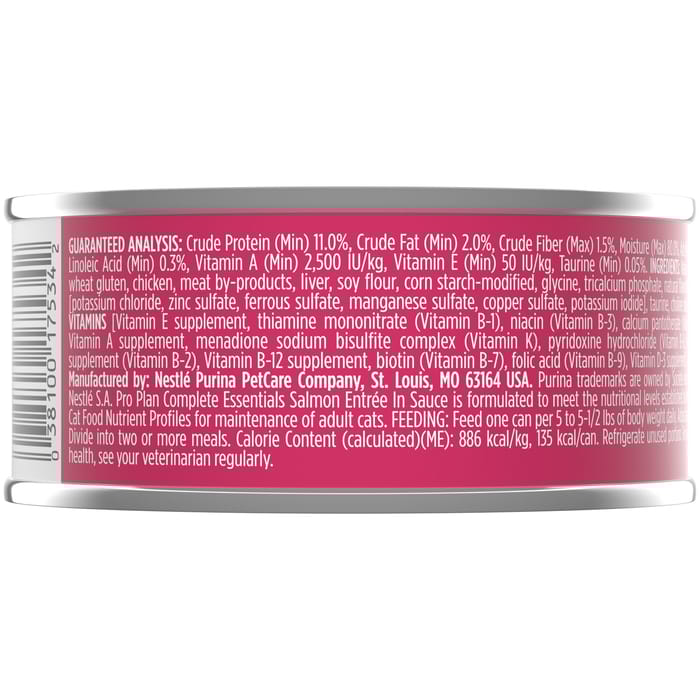 GUARANTEED ANALYSIS: Crude Protein (Min) 11.0%, Crude Fat (Min) 2.0%, Crude Fiber (Max) 1.5%, Moisture (Max) 80.0%,
Linoleic Acid (Min) 0.3%, Vitamin A (Min) 2,500 IU/kg, Vitamin E (Min) 50 IU/kg, Taurine (Min) 0.05%. INGREDIENTS:
wheat gluten, chicken, meat by-products, liver, soy flour, corn starch-modified, glycine, tricalcium phosphate, natural
[potassium chloride, zinc sulfate, ferrous sulfate, manganese sulfate, copper sulfate, potassium iodide], taurine,
VITAMINS [Vitamin E supplement, thiamine mononitrate (Vitamin B-1), niacin (Vitamin B-3), calcium
Vitamin A supplement, menadione sodium bisulfite complex (Vitamin K), pyridoxine hydrochloride
supplement (Vitamin B-2), Vitamin B-12 supplement, biotin (Vitamin B-7), folic acid (Vitamin B-9), Vitamin D-3
Manufactured by: Nestlé Purina PetCare Company, St. Louis, MO 63164 USA. Purina trademarks are owned by
Nestlé S.A. Pro Plan Complete Essentials Salmon Entrée In Sauce is formulated to meet the nutritional levels
Cat Food Nutrient Profiles for maintenance of adult cats. FEEDING: Feed one can per 5 to 5-1/2 lbs of body weight daily.
Divide into two or more meals. Calorie Content (calculated)(ME): 886 kcal/kg, 135 kcal/can. Refrigerate unused
health, see your veterinarian regularly.
0 38100 17534 2